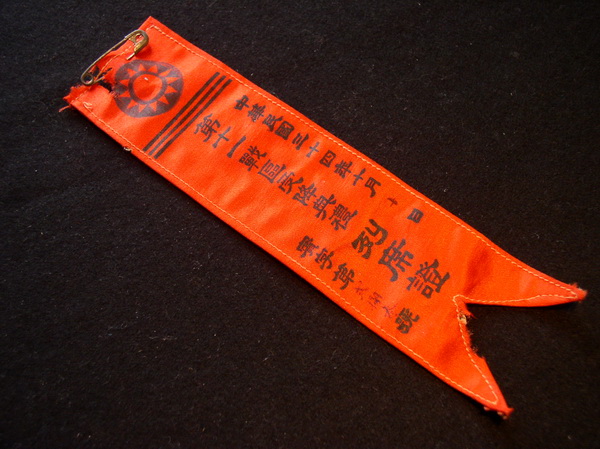 中華民國三十四年十月十日
第十一戰區受降典禮
列席證
字第號